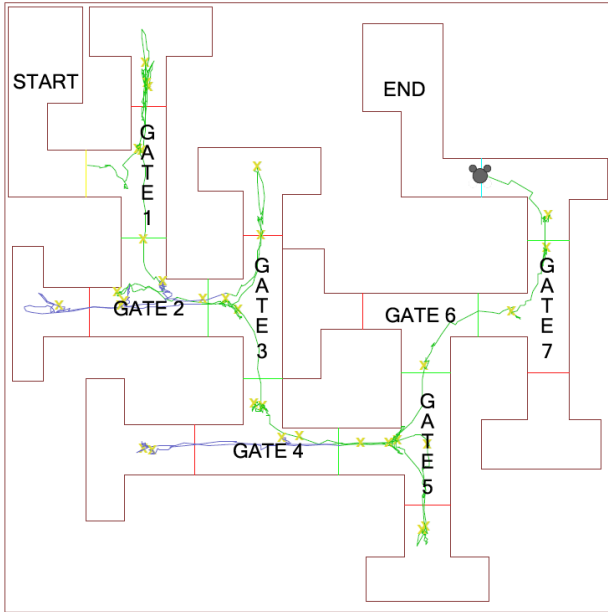 START
GATE 1
END
GATE 2
GATE 3
GATE 6
GATE 7
GATE 4
GATE 5